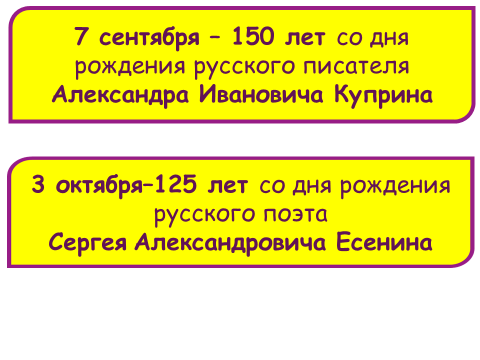 7 сентября – 150 лет со дня
рождения русского писателя
Александра Ивановича Куприна
3 октября–125 лет со дня рождения
русского поэта
Сергея Александровича Есенина